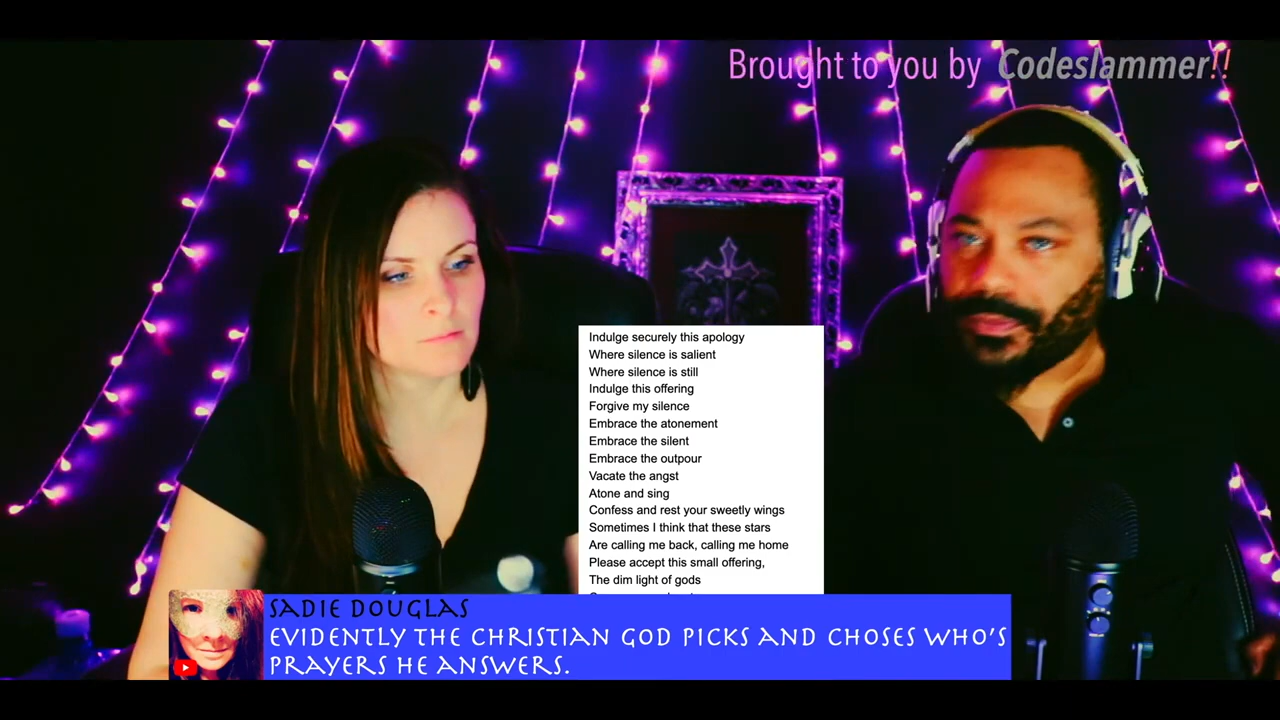 Brought to you by Codeslammer!!
Indulge securely this apology
Where silence is salient
Where silence is still
Indulge this offering
Forgive my silence
Embrace the atonement
Embrace the silent
Embrace the outpour
Vacate the angst
Atone and sing
Confess and rest your sweetly wings
Sometimes I think that these stars
Are calling me back, calling me home
Please accept this small offering,
The dim light of gods
SADIE DOUGLAS
EVIDENTLY THE CHRISTIAN GOD PICKS AND CHOSES WHO'S
PRAYERS HE ANSWERS.